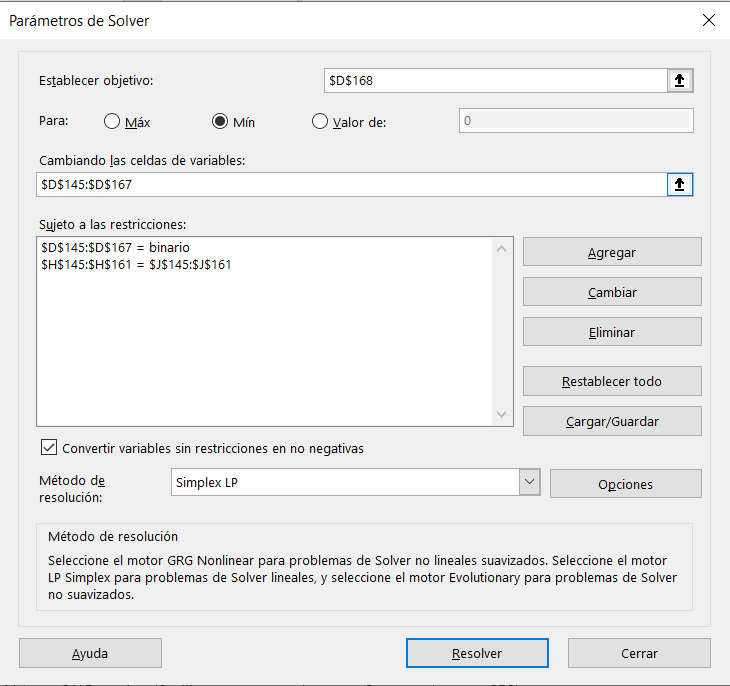 Parámetros de Solver
Establecer objetivo:
$D$168
Para:
Máx
Mín
Valor de:
0
Cambiando las celdas de variables:
$D$145:$D$167
Sujeto a las restricciones:
$D$145:$D$167 = binario
$H$145:$H$161 = $J$145:$J$161
Agregar
Cambiar
Eliminar
Restablecer todo
Cargar/Guardar
Convertir variables sin restricciones en no negativas
Método de
resolución:
Simplex LP
Opciones
Método de resolución
Seleccione el motor GRG Nonlinear para problemas de Solver no lineales suavizados. Seleccione el motor
LP Simplex para problemas de Solver lineales, y seleccione el motor Evolutionary para problemas de Solver
no suavizados.
Ayuda
Resolver
Cerrar